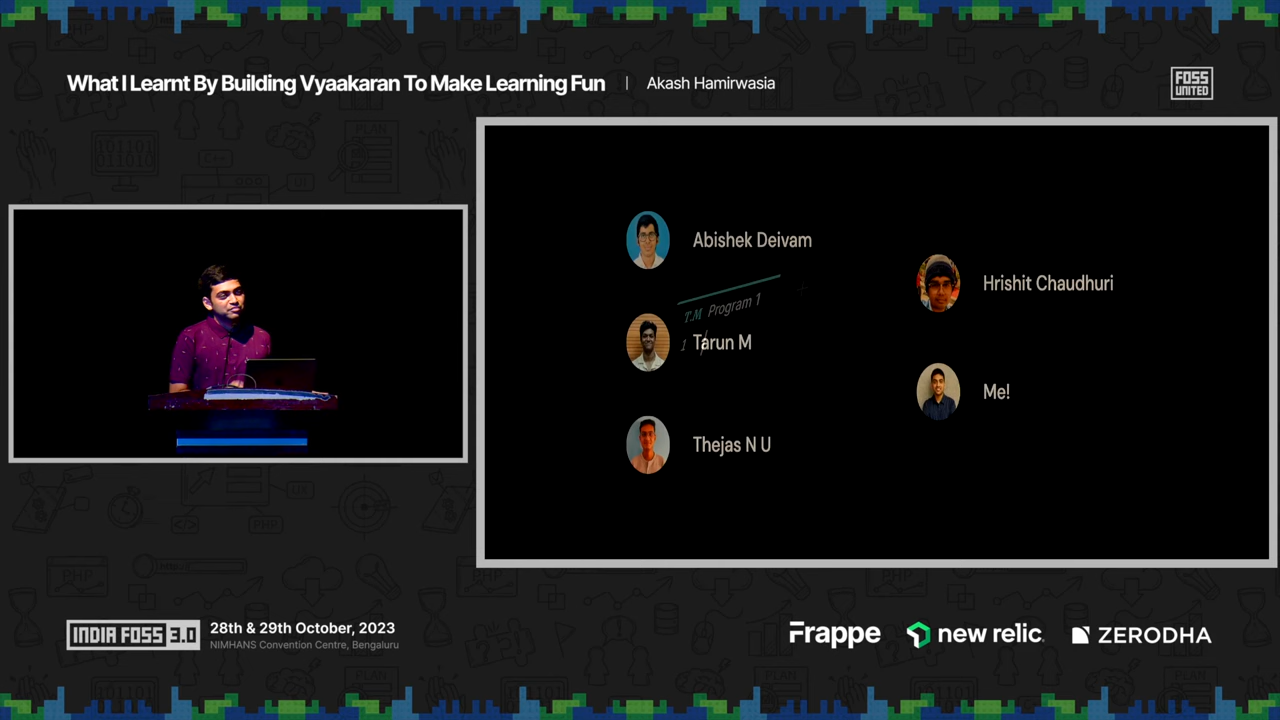 What I Learnt By Building Vyaakaran To Make Learning Fun | Akash Hamirwasia
FOSS
UNITED
Abishek Deivam
TM Program 1
1
Tarun M
Thejas N U
Hrishit Chaudhuri
Me!
INDIA FOSS 3.0
28th & 29th October, 2023
NIMHANS Convention Centre, Bengaluru
Frappe
new relic
ZERODHA